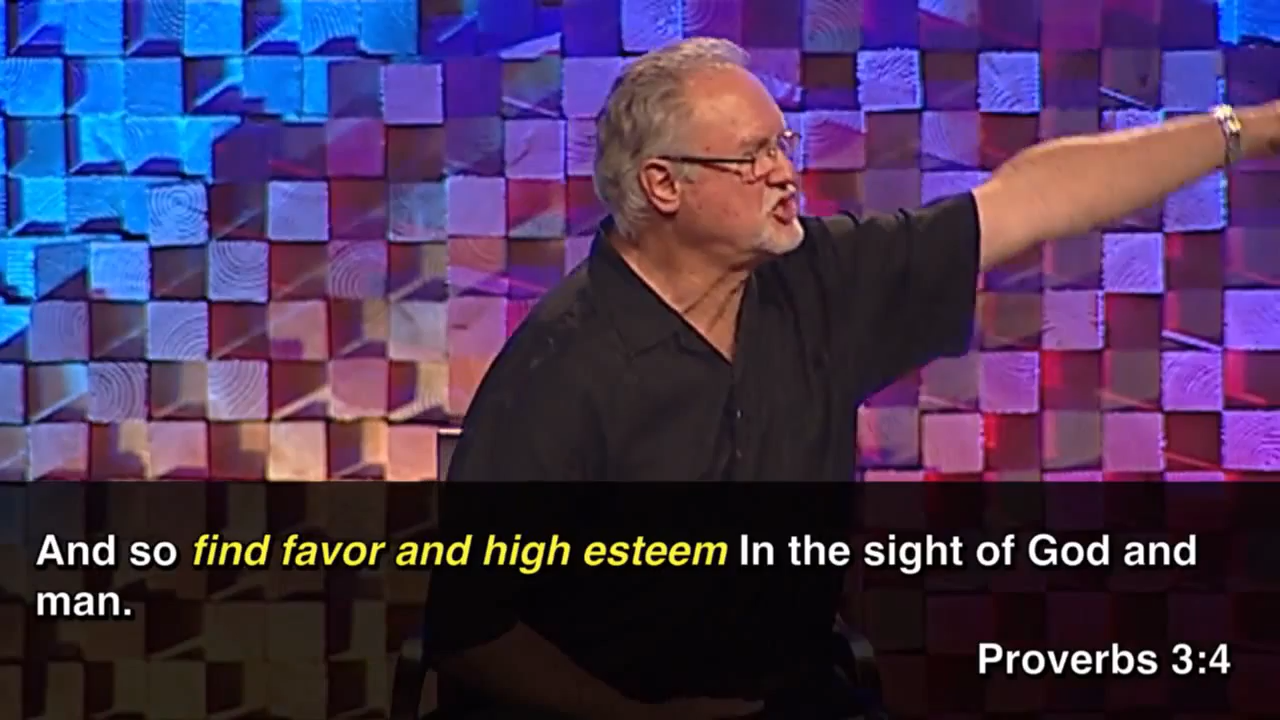 And so find favor and high esteem In the sight of God and
man.
Proverbs 3:4